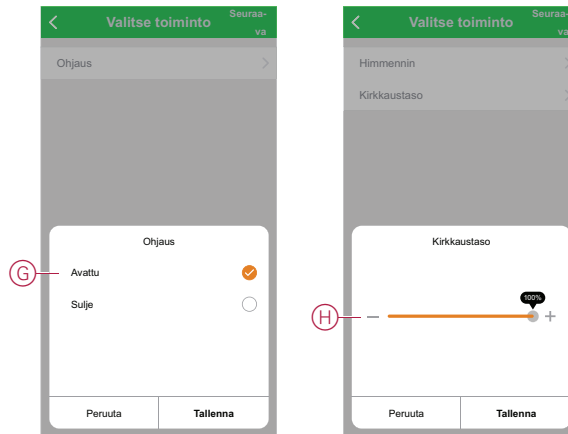 Valitse toiminto
Seuraa-
va
Ohjaus
Ohjaus
G
Avattu
Sulje
Peruuta
Tallenna
Valitse toiminto
Seuraa-
va
Himmennin
Kirkkaustaso
Kirkkaustaso
100%
H
Peruuta
Tallenna